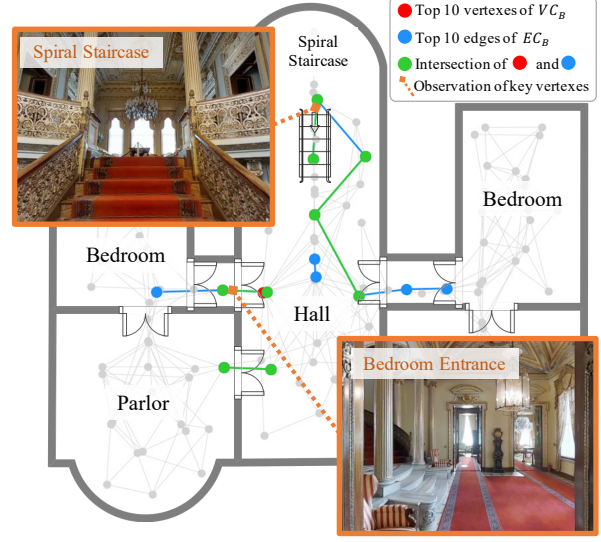 Spiral Staircase
Top 10 vertexes of VC_B
Top 10 edges of EC_B
Intersection of and
Observation of key vertexes
Spiral
Staircase
Bedroom
Bedroom
Hall
Parlor
Bedroom Entrance